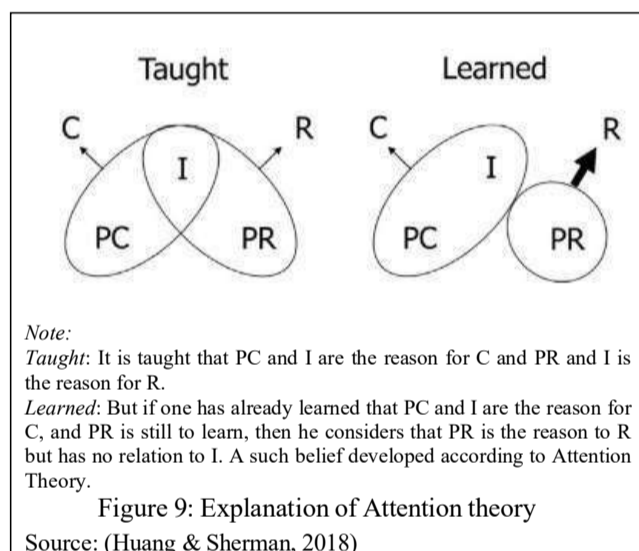 Taught Learned
C R C R
I I
PC PR PC PR
Note:
Taught: It is taught that PC and I are the reason for C and PR and I is
the reason for R.
Learned: But if one has already learned that PC and I are the reason for
C, and PR is still to learn, then he considers that PR is the reason to R
but has no relation to I. A such belief developed according to Attention
Theory.
Figure 9: Explanation of Attention theory
Source: (Huang & Sherman, 2018)